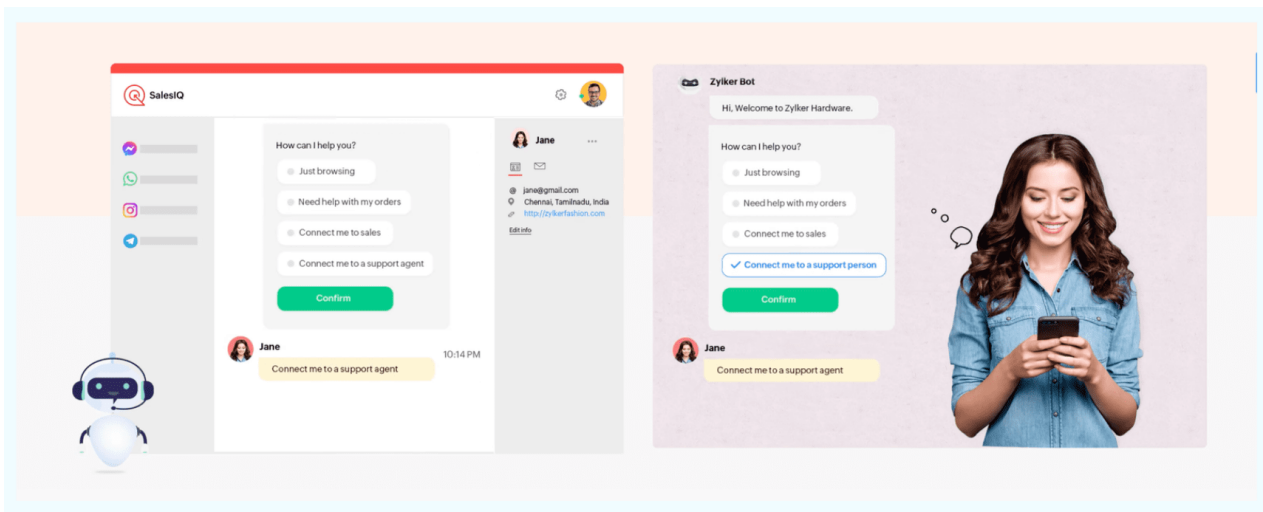 SalesIQ
How can I help you?
Just browsing
Need help with my orders
Connect me to sales
Connect me to a support agent
Confirm
Jane
10:14 PM
Connect me to a support agent
Jane
@ jane@gmail.com
Chennai, Tamilnadu, India
http://zylkerfashion.com
Edit info
Zylker Bot
Hi, Welcome to Zylker Hardware.
How can I help you?
Just browsing
Need help with my orders
Connect me to sales
Connect me to a support person
Confirm
Jane
Connect me to a support agent